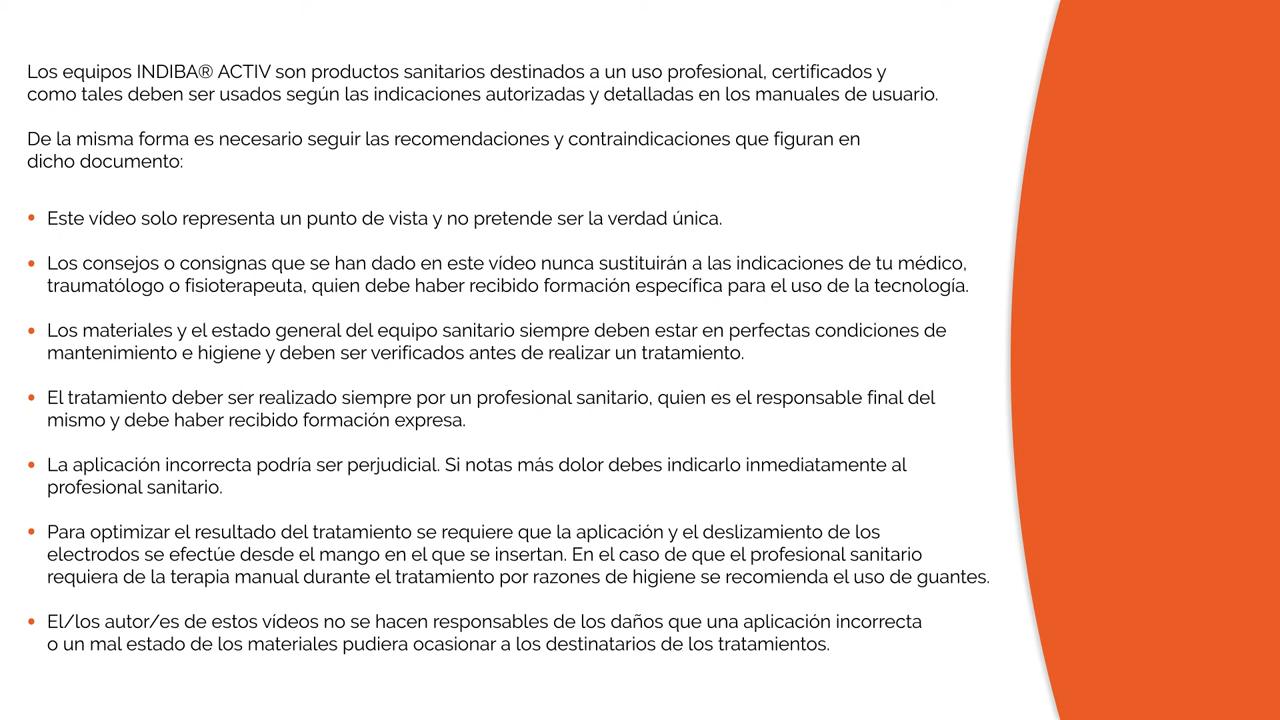 Los equipos INDIBA® ACTIV son productos sanitarios destinados a un uso profesional, certificados y
como tales deben ser usados según las indicaciones autorizadas y detalladas en los manuales de usuario.
De la misma forma es necesario seguir las recomendaciones y contraindicaciones que figuran en
dicho documento:
• Este vídeo solo representa un punto de vista y no pretende ser la verdad única.
• Los consejos o consignas que se han dado en este vídeo nunca sustituirán a las indicaciones de tu médico,
traumatólogo o fisioterapeuta, quien debe haber recibido formación específica para el uso de la tecnología.
• Los materiales y el estado general del equipo sanitario siempre deben estar en perfectas condiciones de
mantenimiento e higiene y deben ser verificados antes de realizar un tratamiento.
• El tratamiento deber ser realizado siempre por un profesional sanitario, quien es el responsable final del
mismo y debe haber recibido formación expresa.
• La aplicación incorrecta podría ser perjudicial. Si notas más dolor debes indicarlo inmediatamente al
profesional sanitario.
• Para optimizar el resultado del tratamiento se requiere que la aplicación y el deslizamiento de los
electrodos se efectúe desde el mango en el que se insertan. En el caso de que el profesional sanitario
requiera de la terapia manual durante el tratamiento por razones de higiene se recomienda el uso de guantes.
• El/los autor/es de estos vídeos no se hacen responsables de los daños que una aplicación incorrecta
o un mal estado de los materiales pudiera ocasionar a los destinatarios de los tratamientos.